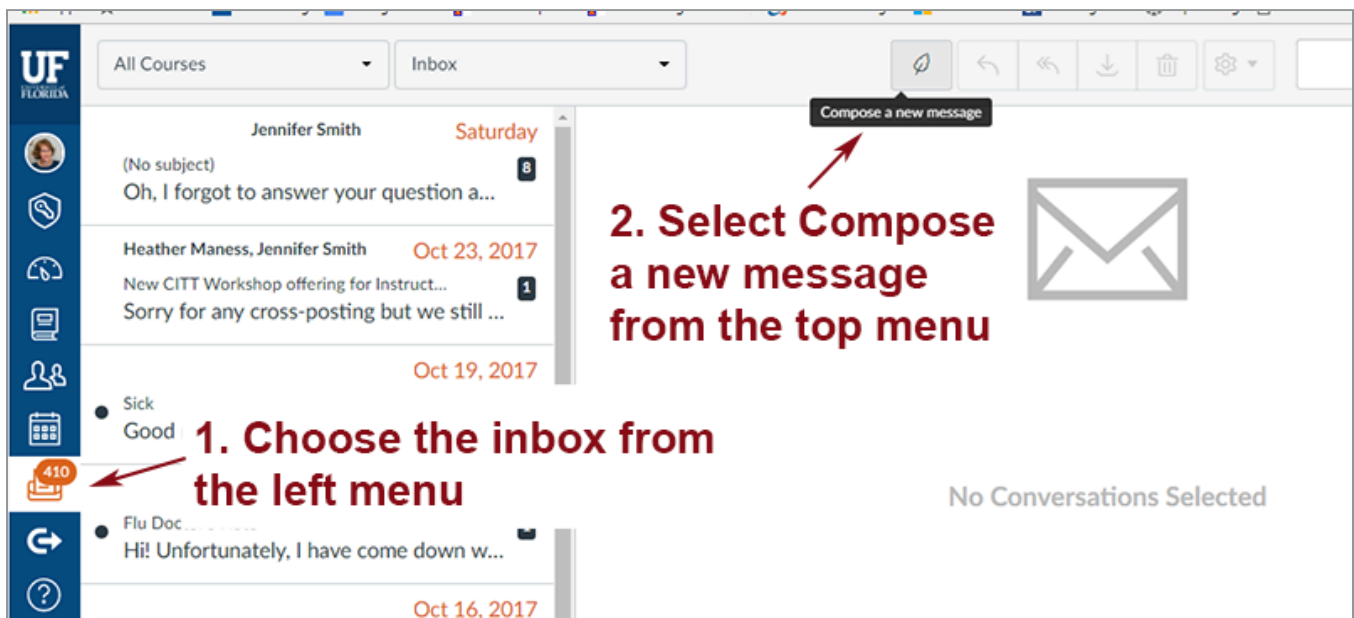 UF
UNIVERSITY of
FLORIDA
All Courses
Inbox
Compose a new message
Jennifer Smith
Saturday
(No subject)
8
Oh, I forgot to answer your question a...
Heather Maness, Jennifer Smith
Oct 23, 2017
New CITT Workshop offering for Instruct...
1
Sorry for any cross-posting but we still ...
2. Select Compose
a new message
from the top menu
Oct 19, 2017
Sick
Good
1. Choose the inbox from
the left menu
410
No Conversations Selected
Flu Doc
Hi! Unfortunately, I have come down w...
Oct 16, 2017